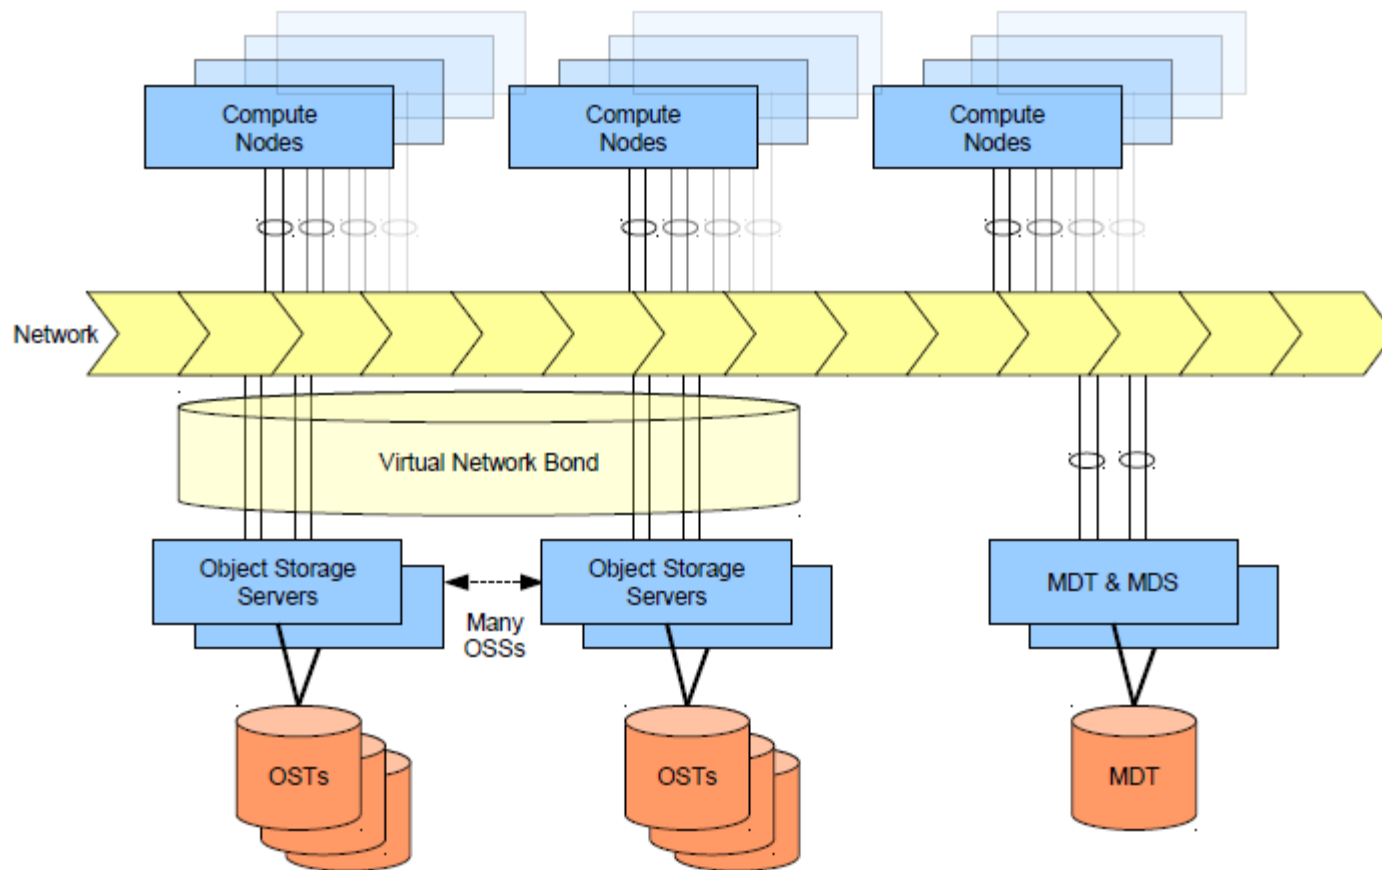 Compute
Nodes
Compute
Nodes
Compute
Nodes
Network
Virtual Network Bond
Object Storage
Servers
Many
OSSs
Object Storage
Servers
MDT & MDS
OSTs
OSTs
MDT